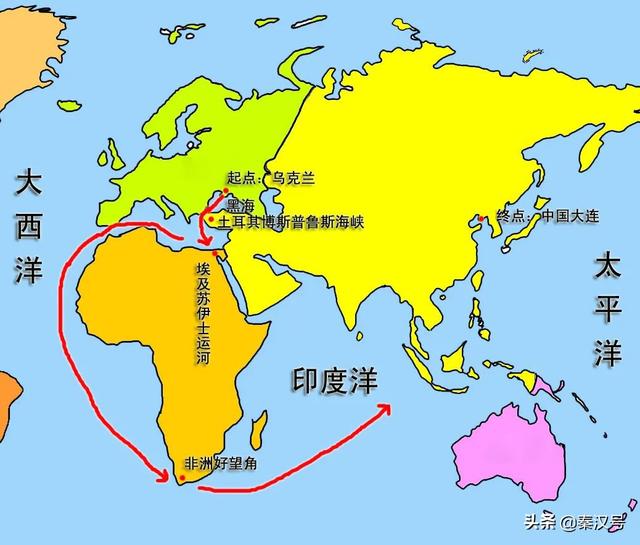 起点：乌克兰
黑海
土耳其博斯普鲁斯海峡
终点：中国大连
大西洋
埃及苏伊士运河
太平洋
印度洋
非洲好望角
头条 @秦汉号